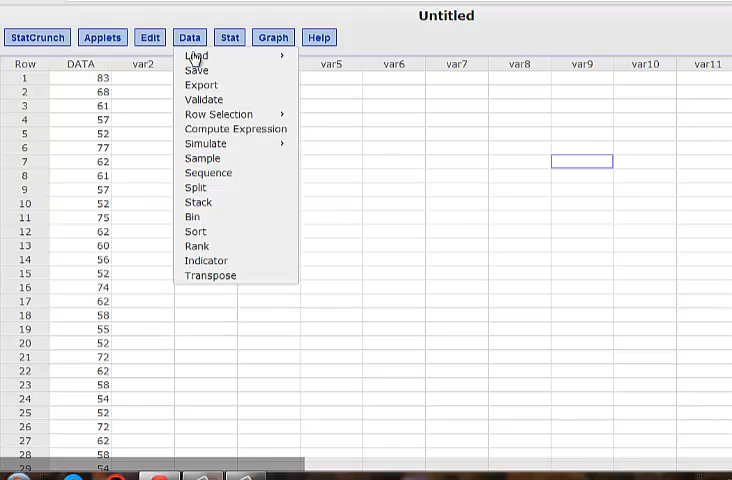 Untitled
StatCrunch Applets Edit Data Stat Graph Help
Row DATA var2 var5 var6 var7 var8 var9 var10 var11
Load ›
Save
Export
Validate
Row Selection ›
Compute Expression
Simulate ›
Sample
Sequence
Split
Stack
Bin
Sort
Rank
Indicator
Transpose
1 83
2 68
3 61
4 57
5 52
6 77
7 62
8 61
9 57
10 52
11 75
12 62
13 60
14 56
15 52
16 74
17 62
18 58
19 55
20 52
21 72
22 62
23 58
24 54
25 52
26 72
27 62
28 58
29 54